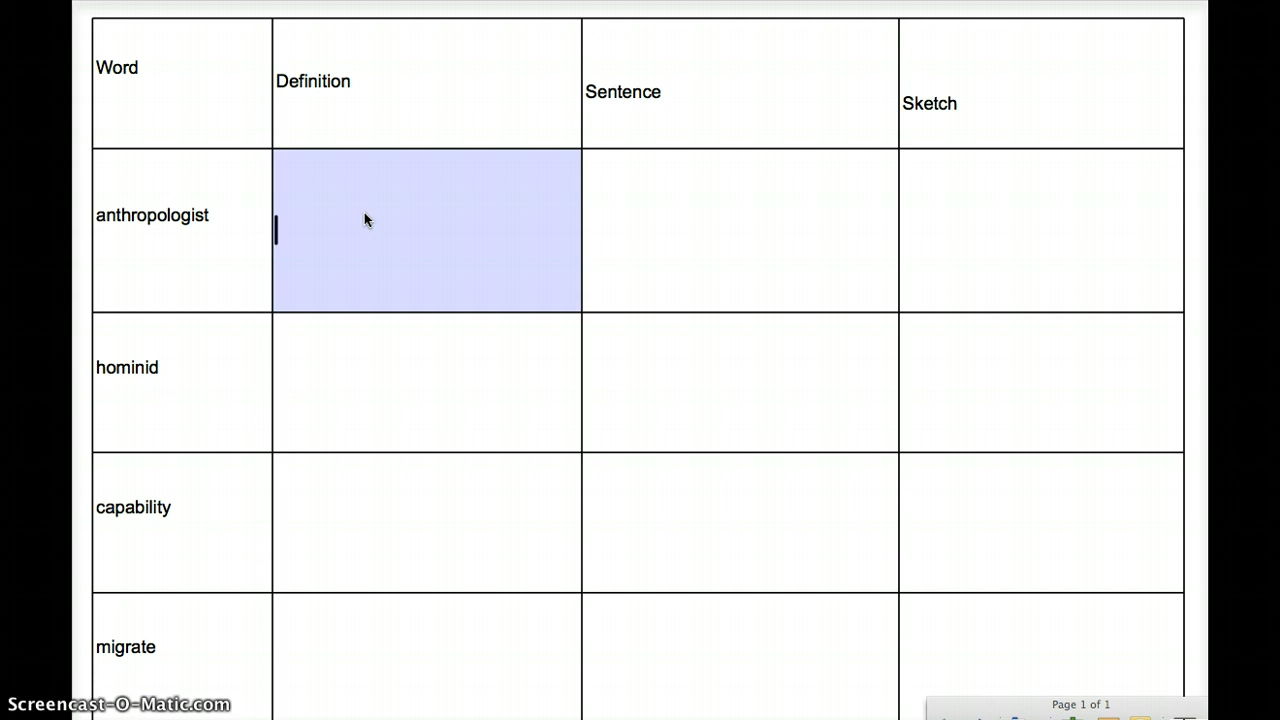 Word
Definition
Sentence
Sketch
anthropologist
hominid
capability
migrate
Screencast-O-Matic.com
Page 1 of 1